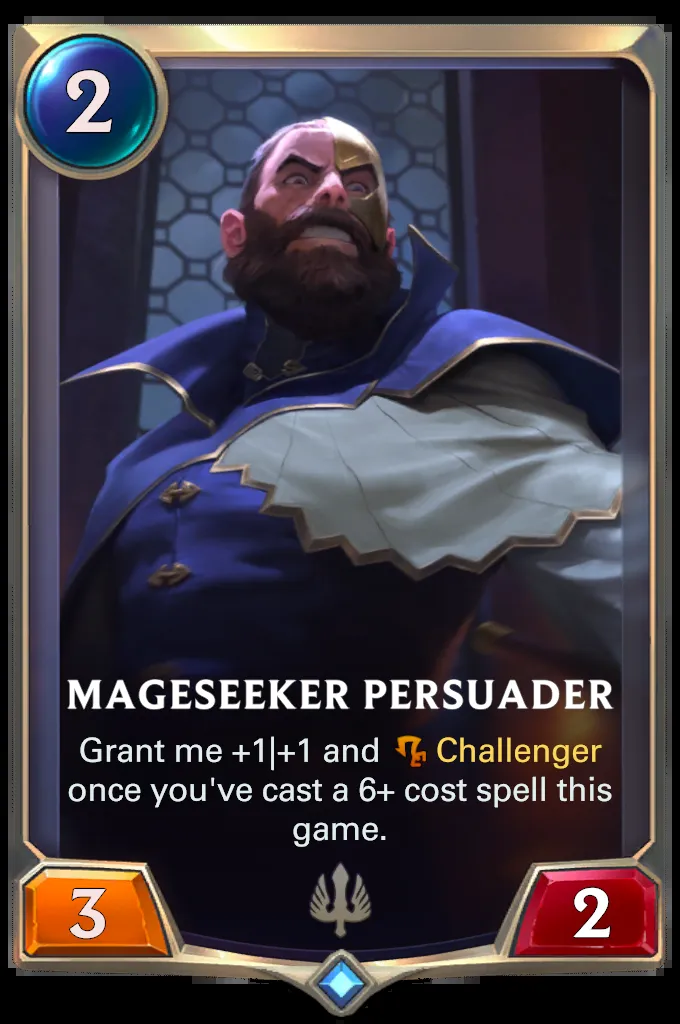 2
MAGESEEKER PERSUADER
Grant me +1|+1 and Challenger
once you've cast a 6+ cost spell this
game.
3 2